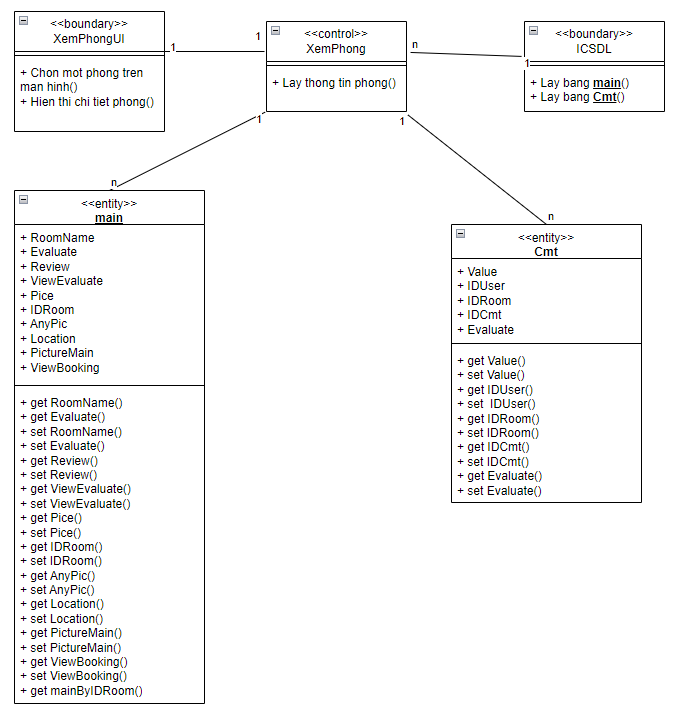 <<boundary>>
XemPhongUI
+ Chon mot phong tren
man hinh()
+ Hien thi chi tiet phong()
1
1
<<control>>
XemPhong
+ Lay thong tin phong()
n
1
<<boundary>>
ICSDL
+ Lay bang main()
+ Lay bang Cmt()
1
n
1
n
<<entity>>
main
+ RoomName
+ Evaluate
+ Review
+ ViewEvaluate
+ Pice
+ IDRoom
+ AnyPic
+ Location
+ PictureMain
+ ViewBooking
+ get RoomName()
+ get Evaluate()
+ set RoomName()
+ set Evaluate()
+ get Review()
+ set Review()
+ get ViewEvaluate()
+ set ViewEvaluate()
+ get Pice()
+ set Pice()
+ get IDRoom()
+ set IDRoom()
+ get AnyPic()
+ set AnyPic()
+ get Location()
+ set Location()
+ get PictureMain()
+ set PictureMain()
+ get ViewBooking()
+ set ViewBooking()
+ get mainByIDRoom()
<<entity>>
Cmt
+ Value
+ IDUser
+ IDRoom
+ IDCmt
+ Evaluate
+ get Value()
+ set Value()
+ get IDUser()
+ set  IDUser()
+ get IDRoom()
+ set IDRoom()
+ get IDCmt()
+ set IDCmt()
+ get Evaluate()
+ set Evaluate()